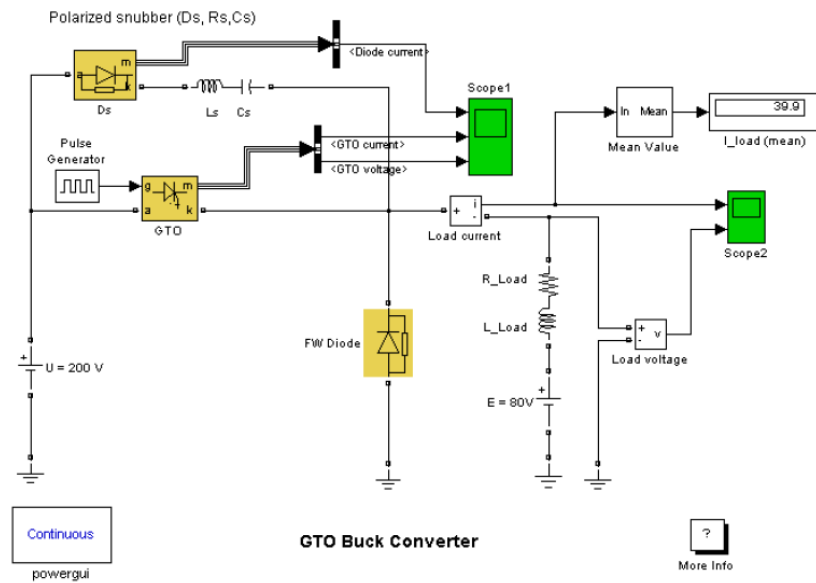 Polarized snubber (Ds, Rs,Cs)
m
<Diode current>
a
k
Ds
Ls
Cs
Scope1
In
Mean
Mean Value
39.9
I_load (mean)
Pulse
Generator
<GTO current>
<GTO voltage>
g
m
a
k
GTO
+
i
-
Load current
Scope2
R_Load
L_Load
FW Diode
+
-
v
Load voltage
+
U = 200 V
+
E = 80V
Continuous
powergui
GTO Buck Converter
?
More Info